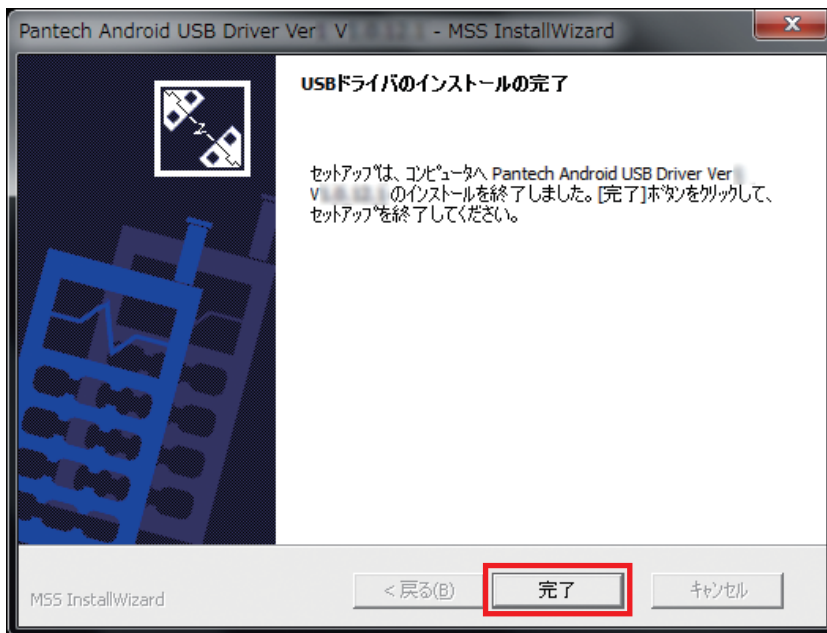 Pantech Android USB Driver Ver V - MSS InstallWizard
USBドライバのインストールの完了
セットアップは、コンピュータへ Pantech Android USB Driver Ver
V のインストールを終了しました。[完了]ボタンをクリックして、
セットアップを終了してください。
MSS InstallWizard
< 戻る(B)
完了
キャンセル